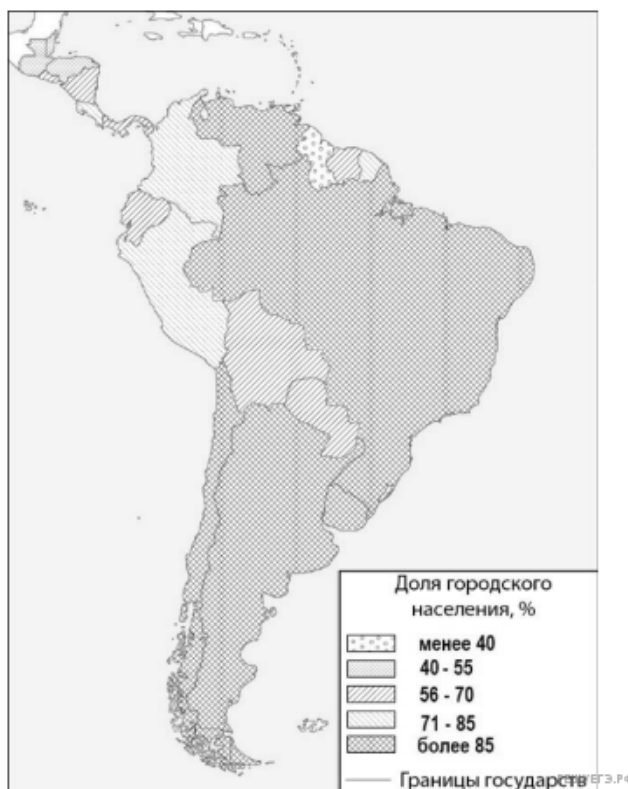 Доля городского
населения, %
менее 40
40 - 55
56 - 70
71 - 85
более 85
Границы государств